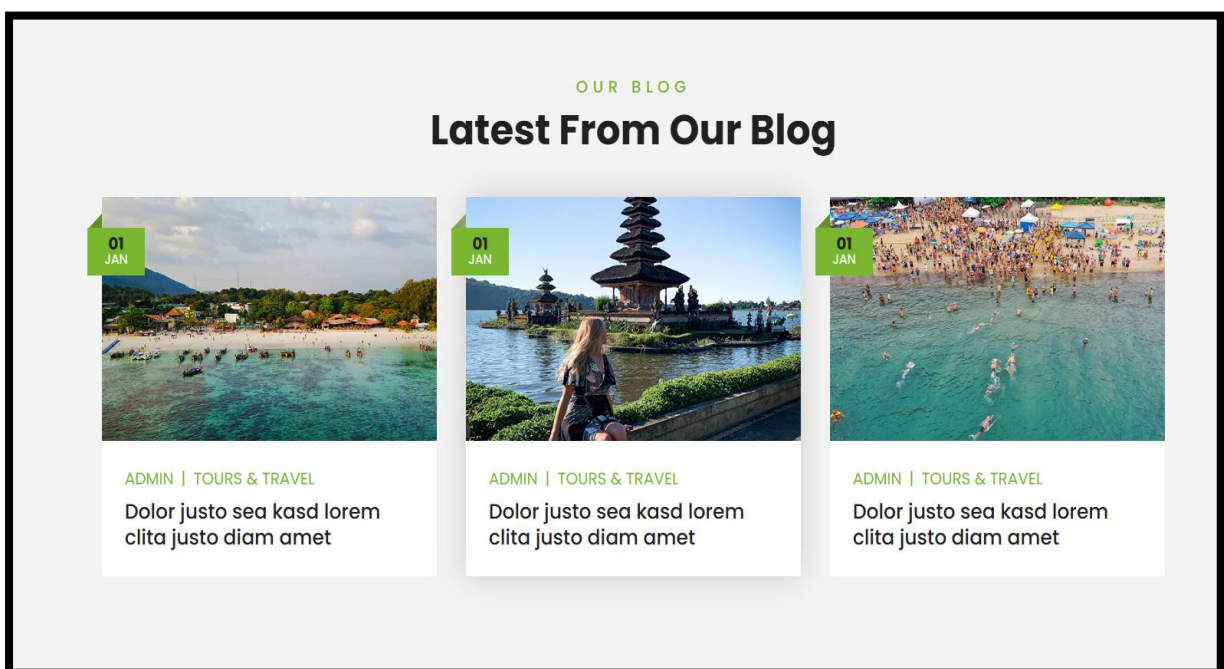 OUR BLOG
Latest From Our Blog
01
JAN
ADMIN | TOURS & TRAVEL
Dolor justo sea kasd lorem
clita justo diam amet
01
JAN
ADMIN | TOURS & TRAVEL
Dolor justo sea kasd lorem
clita justo diam amet
01
JAN
ADMIN | TOURS & TRAVEL
Dolor justo sea kasd lorem
clita justo diam amet